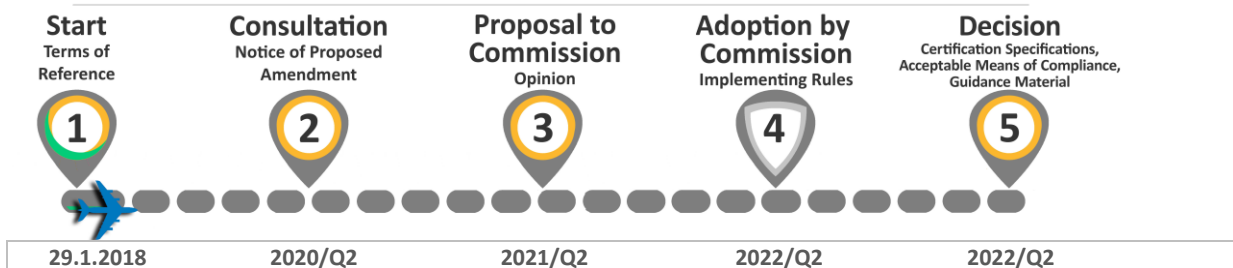 Start
Terms of
Reference
1
Consultation
Notice of Proposed
Amendment
2
Proposal to
Commission
Opinion
3
Adoption by
Commission
Implementing Rules
4
Decision
Certification Specifications,
Acceptable Means of Compliance,
Guidance Material
5
29.1.2018
2020/Q2
2021/Q2
2022/Q2
2022/Q2